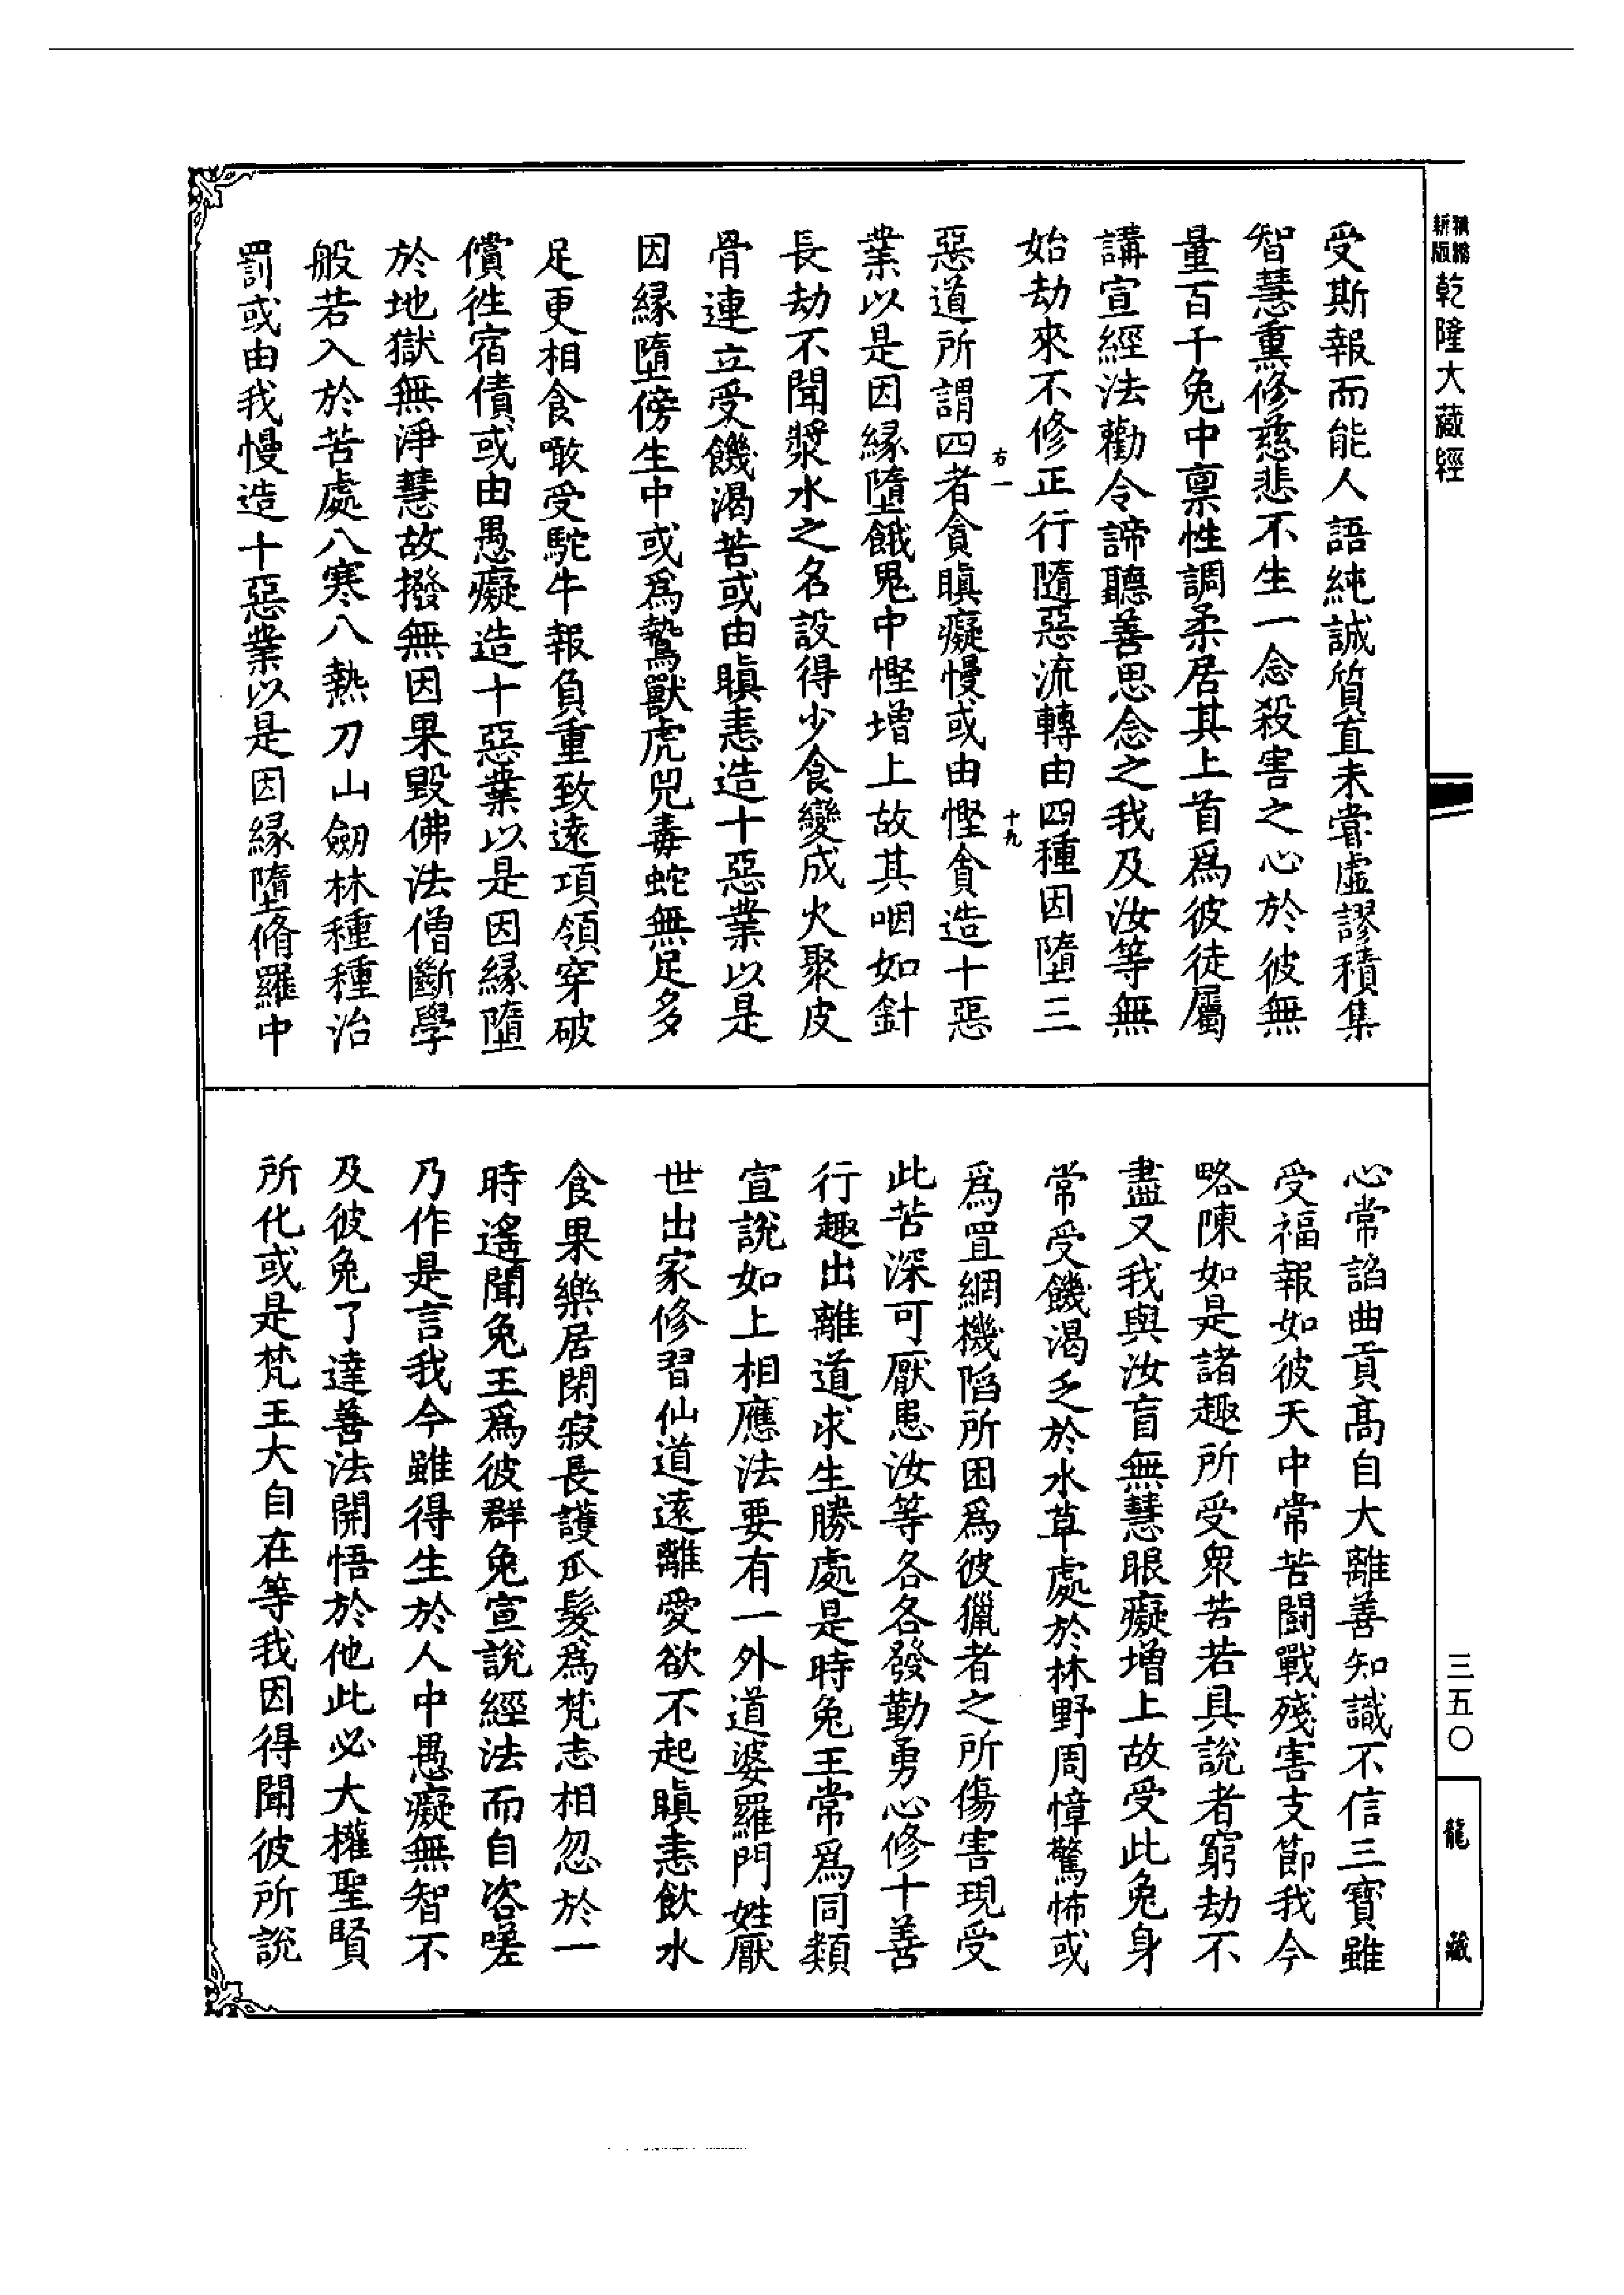 精縮新版
乾隆大藏經
受斯報而能人語純誠質直未嘗虛謬積集
智慧熏修慈悲不生一念殺害之心於彼無
量百千兔中禀性調柔居其上首爲彼徒屬
講宣經法勸令諦聽善思念之我及汝等無
始劫來不修正行隨惡流轉由四種因墮三
右一
十九
惡道所謂四者貪瞋癡慢或由慳貪造十惡
業以是因緣墮餓鬼中慳增上故其咽如針
長劫不聞漿水之名設得少食變成火聚皮
骨連立受饑渴苦或由瞋恚造十惡業以是
因緣墮傍生中或爲鷙獸虎兕毒蛇無足多
足更相食噉受駝牛報負重致遠項領穿破
償徃宿債或由愚癡造十惡業以是因緣墮
於地獄無淨慧故撥無因果毀佛法僧斷學
般若入於苦處八寒八熱刀山劒林種種治
罰或由我慢造十惡業以是因緣墮脩羅中
心常諂曲貢高自大離善知識不信三寶雖
受福報如彼天中常苦鬪戰殘害支節我今
略陳如是諸趣所受衆苦若具說者窮劫不
盡又我與汝盲無慧眼癡增上故受此兔身
常受饑渴乏於水草處於林野周慞驚怖或
爲罝網機陷所困爲彼獵者之所傷害現受
此苦深可厭患汝等各各發勤勇心修十善
行趣出離道求生勝處是時兔王常爲同類
宣說如上相應法要有一外道婆羅門姓厭
世出家修習仙道遠離愛欲不起瞋恚飲水
食果樂居閑寂長護爪髮爲梵志相忽於一
時遙聞兔王爲彼群兔宣說經法而自咨嗟
乃作是言我今雖得生於人中愚癡無智不
及彼兔了達善法開悟於他此必大權聖賢
所化或是梵王大自在等我因得聞彼所說
三五〇
龍藏